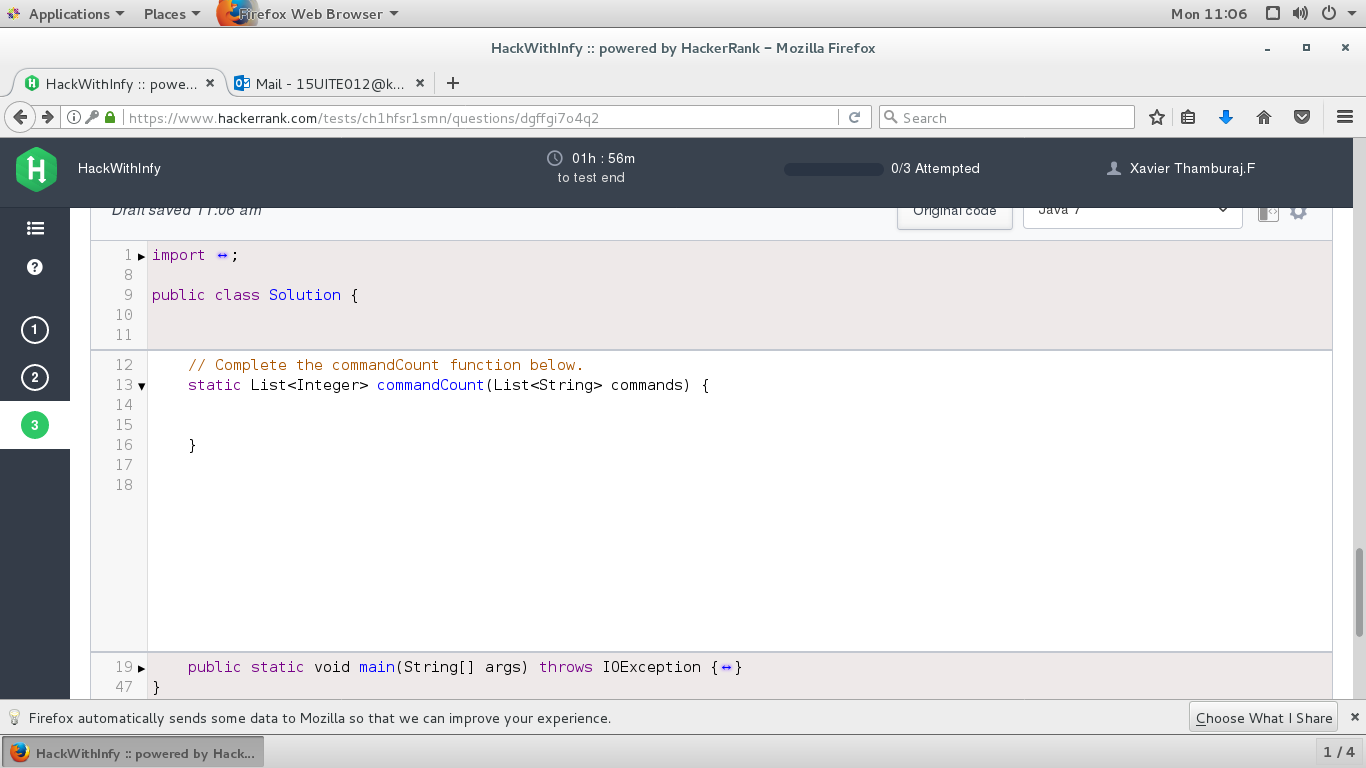 Applications Places Firefox Web Browser Mon 11:06
HackWithInfy :: powered by HackerRank - Mozilla Firefox
HackWithInfy :: powe... Mail - 15UITE012@k...
https://www.hackerrank.com/tests/ch1hfsr1smn/questions/dgffgi7o4q2 Search
HackWithInfy 01h : 56m to test end 0/3 Attempted Xavier Thamburaj.F
Draft saved 11:06 am Original code Java 7
1 import ↔;
8
9 public class Solution {
10
11
12 // Complete the commandCount function below.
13 static List<Integer> commandCount(List<String> commands) {
14
15
16 }
17
18
19 public static void main(String[] args) throws IOException {↔}
47 }
1
2
3
Firefox automatically sends some data to Mozilla so that we can improve your experience. Choose What I Share
HackWithInfy :: powered by Hack... 1 / 4